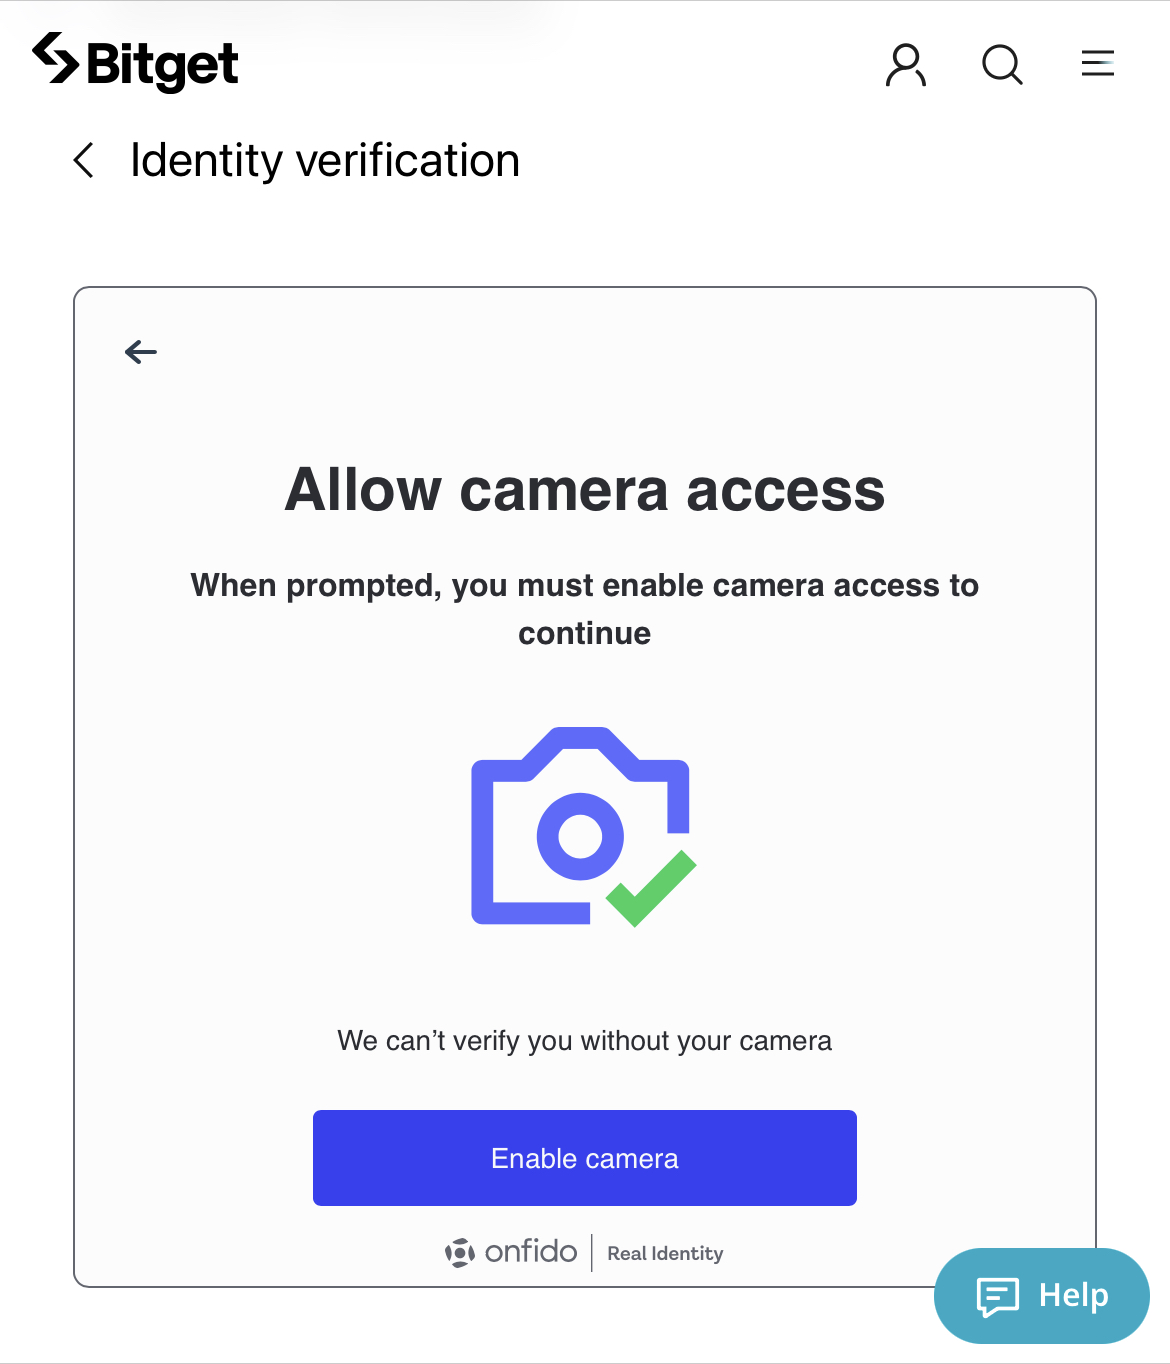 Bitget
Identity verification
Allow camera access
When prompted, you must enable camera access to
continue
We can’t verify you without your camera
Enable camera
onfido | Real Identity
Help